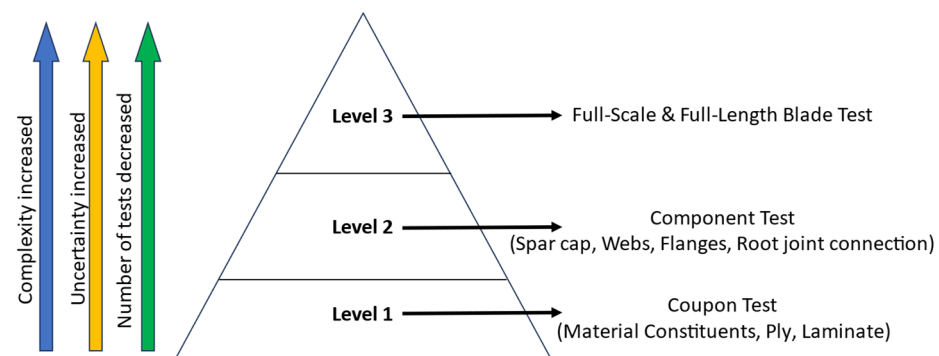 Complexity increased
Uncertainty increased
Number of tests decreased
Level 3
Full-Scale & Full-Length Blade Test
Level 2
Component Test
(Spar cap, Webs, Flanges, Root joint connection)
Level 1
Coupon Test
(Material Constituents, Ply, Laminate)